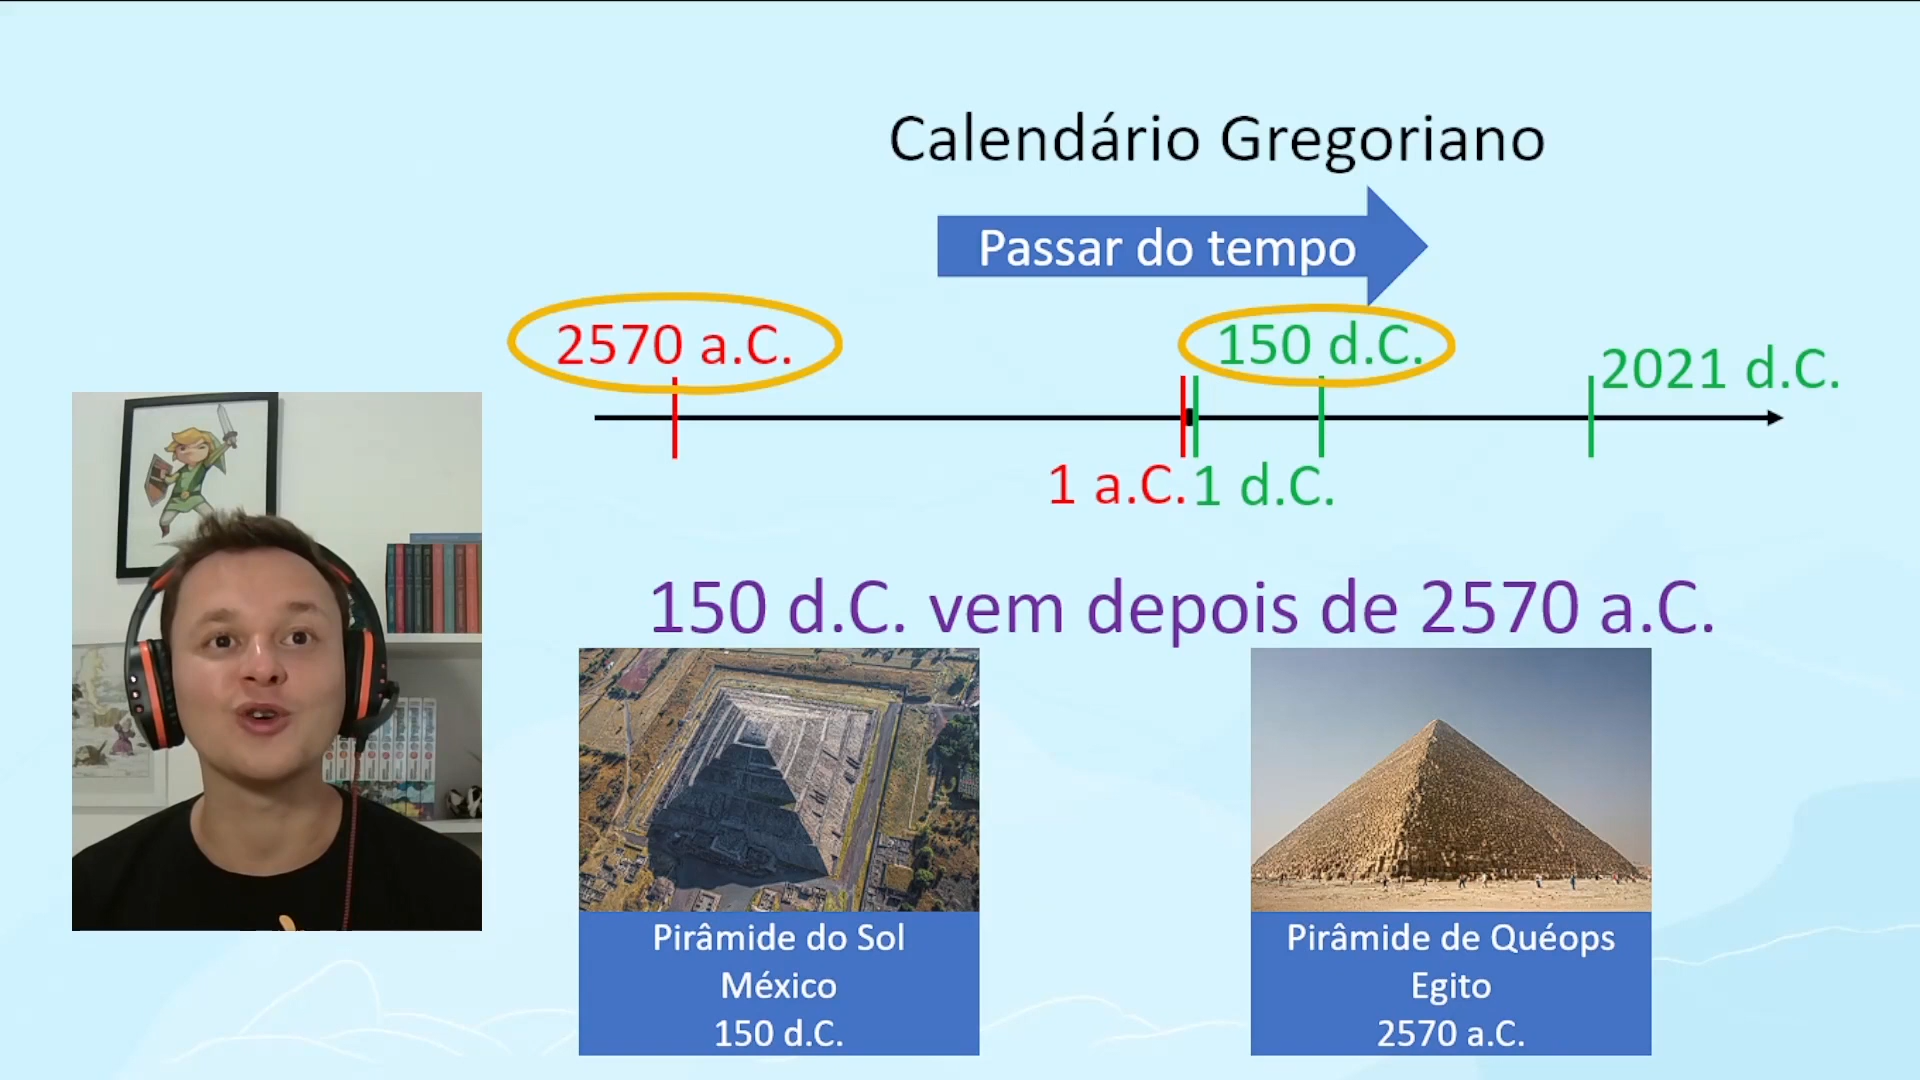 Calendário Gregoriano
Passar do tempo
2570 a.C.
150 d.C.
2021 d.C.
1 a.C.
1 d.C.
150 d.C. vem depois de 2570 a.C.
Pirâmide do Sol
México
150 d.C.
Pirâmide de Quéops
Egito
2570 a.C.